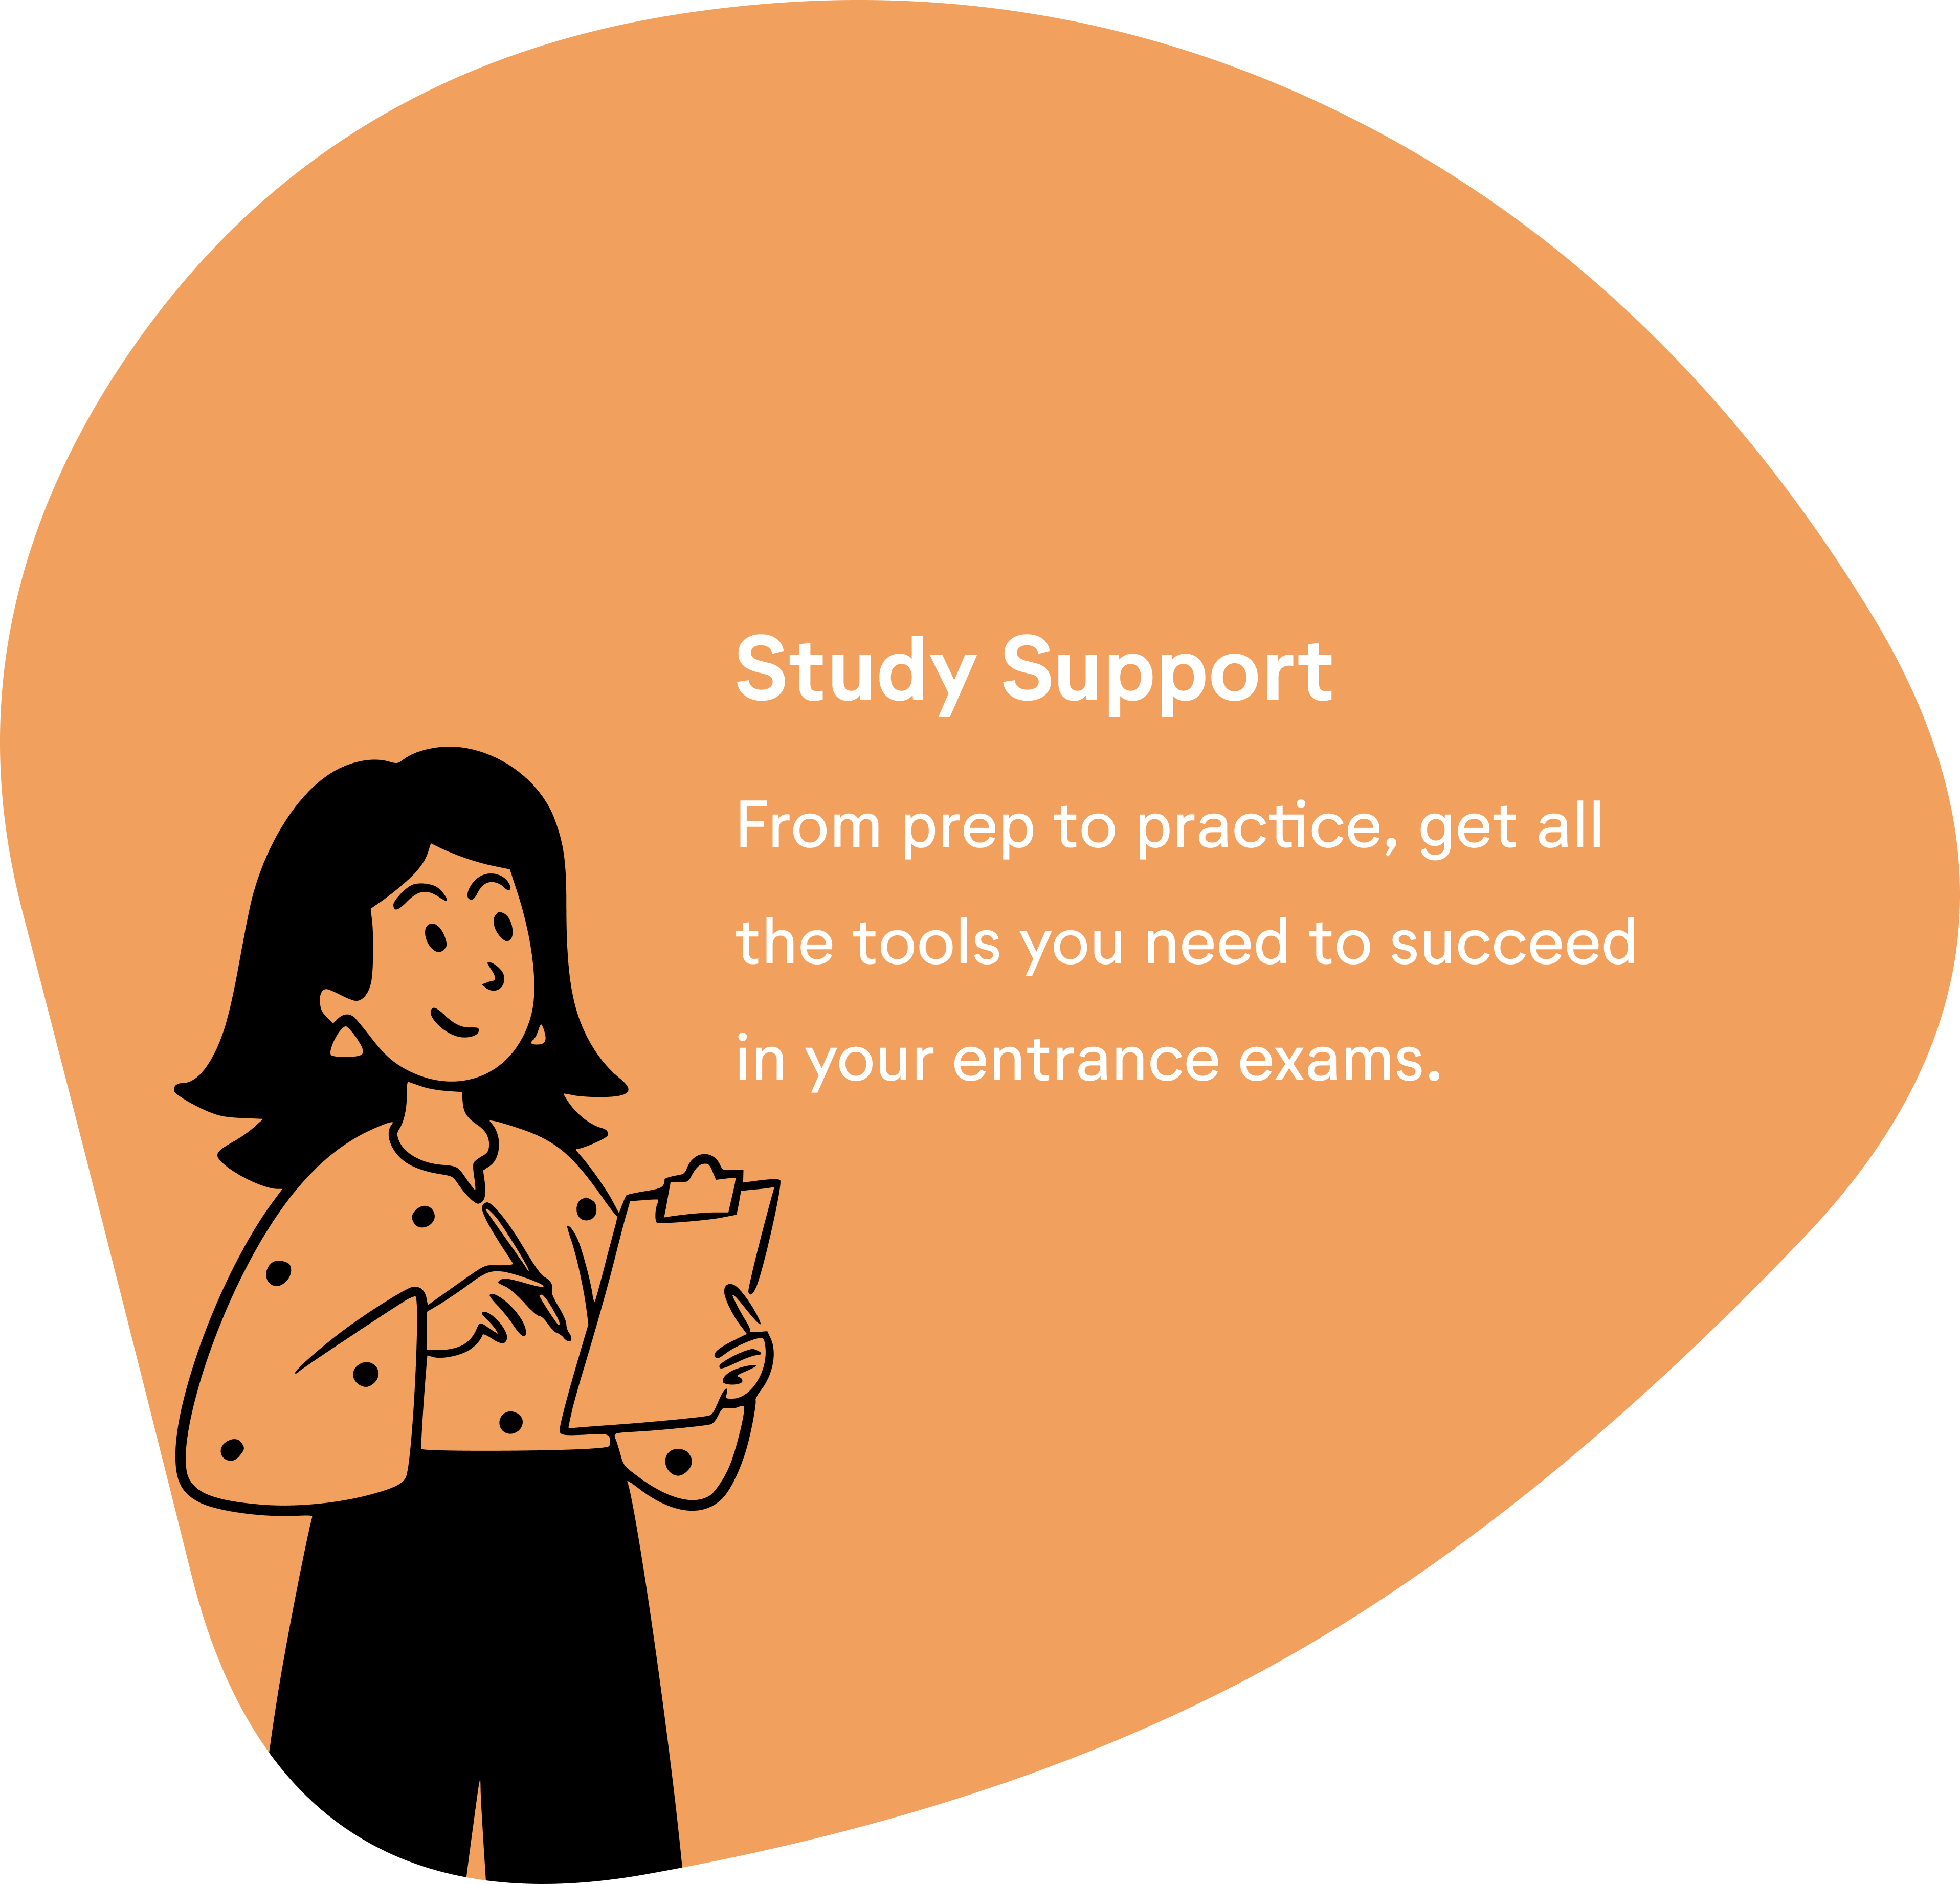 Study Support
From prep to practice, get all
the tools you need to succeed
in your entrance exams.